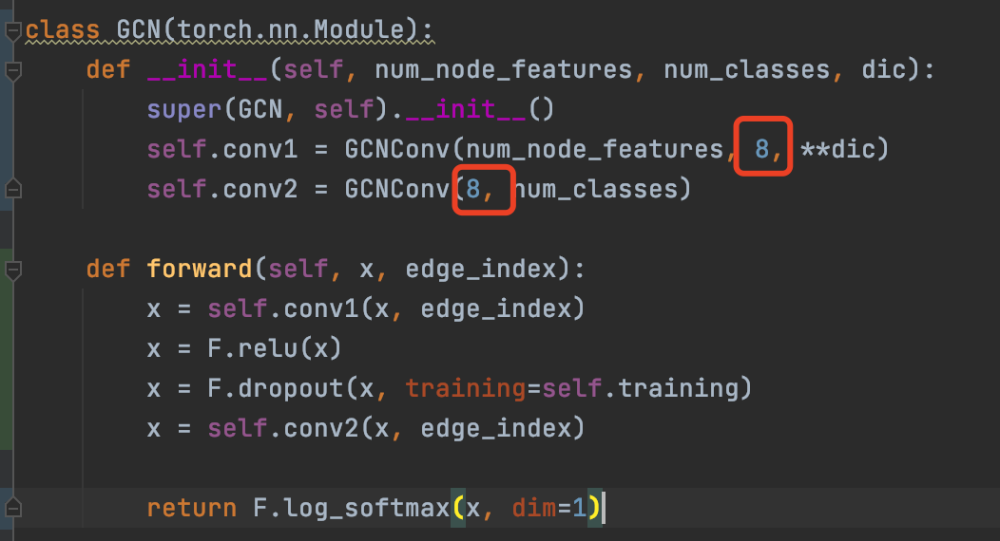 class GCN(torch.nn.Module):
def __init__(self, num_node_features, num_classes, dic):
super(GCN, self).__init__()
self.conv1 = GCNConv(num_node_features, 8, **dic)
self.conv2 = GCNConv(8, num_classes)
def forward(self, x, edge_index):
x = self.conv1(x, edge_index)
x = F.relu(x)
x = F.dropout(x, training=self.training)
x = self.conv2(x, edge_index)
return F.log_softmax(x, dim=1)